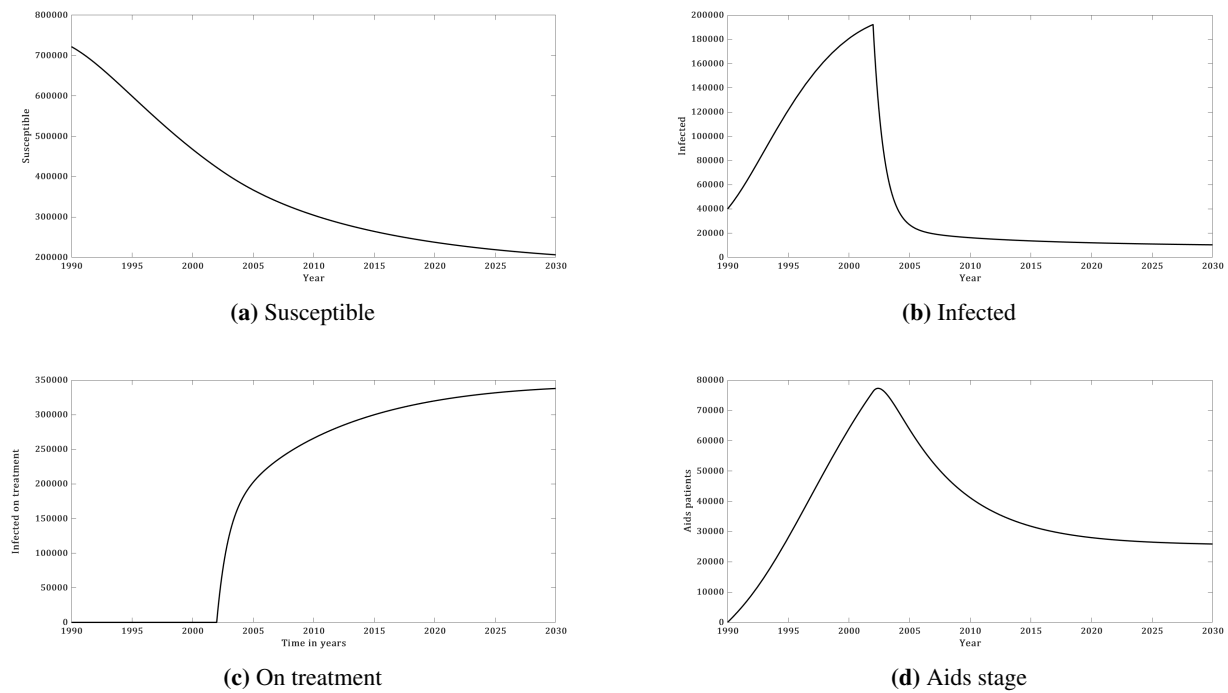 800000
700000
600000
500000
400000
300000
200000
Susceptible
1990 1995 2000 2005 2010 2015 2020 2025 2030
Year
(a) Susceptible
200000
180000
160000
140000
120000
100000
80000
60000
40000
20000
0
Infected
1990 1995 2000 2005 2010 2015 2020 2025 2030
Year
(b) Infected
350000
300000
250000
200000
150000
100000
50000
0
Infected on treatment
1990 1995 2000 2005 2010 2015 2020 2025 2030
Time in years
(c) On treatment
80000
70000
60000
50000
40000
30000
20000
10000
0
Aids patients
1990 1995 2000 2005 2010 2015 2020 2025 2030
Year
(d) Aids stage